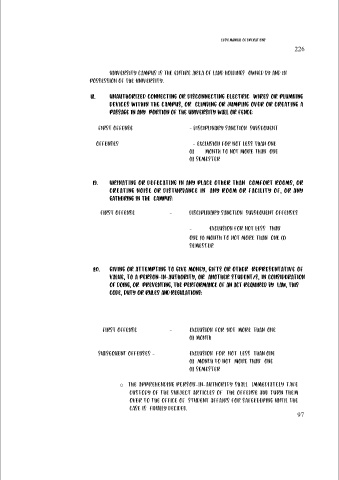 226
UNIVERSITY CAMPUS IS THE ENTIRE AREA OF LAND HOLDINGS OWNED BY AND IN
POSSESSION OF THE UNIVERSITY.
18. UNAUTHORIZED CONNECTING OR DISCONNECTING ELECTRIC WIRES OR PLUMBING
DEVICES WITHIN THE CAMPUS, OR CLIMBING OR JUMPING OVER OR CREATING A
PASSAGE IN ANY PORTION OF THE UNIVERSITY WALL OR FENCE:
FIRST OFFENSE - DISCIPLINARY SANCTION SUBSEQUENT
OFFENSES - EXCLUSION FOR NOT LESS THAN ONE
(1) MONTH TO NOT MORE THAN ONE
(1) SEMESTER
19. URINATING OR DEFECATING IN ANY PLACE OTHER THAN COMFORT ROOMS, OR
CREATING NOISE OR DISTURBANCE IN ANY ROOM OR FACILITY OF, OR ANY
GATHERING IN THE CAMPUS:
FIRST OFFENSE - DISCIPLINARY SANCTION SUBSEQUENT OFFENSES
- EXCLUSION FOR NOT LESS THAN
ONE (1) MONTH TO NOT MORE THAN ONE (1)
SEMESTER
20. GIVING OR ATTEMPTING TO GIVE MONEY, GIFTS OR OTHER REPRESENTATIVE OF
VALUE, TO A PERSON-IN-AUTHORITY, OR ANOTHER STUDENT/S, IN CONSIDERATION
OF DOING, OR PREVENTING, THE PERFORMANCE OF AN ACT REQUIRED BY LAW, THIS
CODE, DUTY OR RULES AND REGULATIONS:
FIRST OFFENSE - EXCLUSION FOR NOT MORE THAN ONE
(1) MONTH
SUBSEQUENT OFFENSES - EXCLUSION FOR NOT LESS THAN ONE
(1) MONTH TO NOT MORE THAN ONE
(1) SEMESTER
o THE APPREHENDING PERSON-IN-AUTHORITY SHALL IMMEDIATELY TAKE
CUSTODY OF THE SUBJECT ARTICLES OF THE OFFENSE AND TURN THEM
OVER TO THE OFFICE OF STUDENT AFFAIRS FOR SAFEKEEPING UNTIL THE
CASE IS FINALLY DECIDED.
97